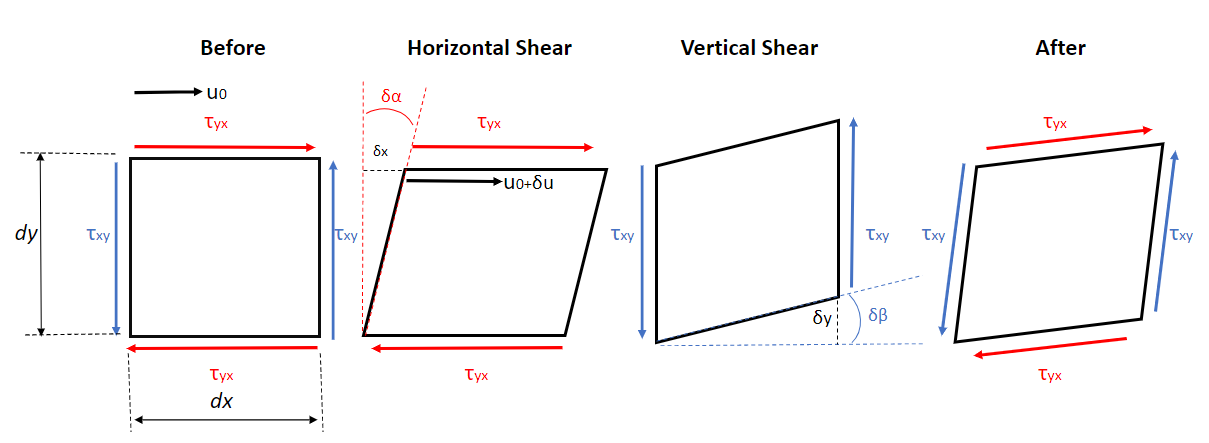 Before
Horizontal Shear
Vertical Shear
After
u0
τyx
dy
τxy
τxy
τyx
dx
δα
δx
τyx
u0+δu
τyx
τxy
τxy
δy
δβ
τyx
τxy
τxy
τyx